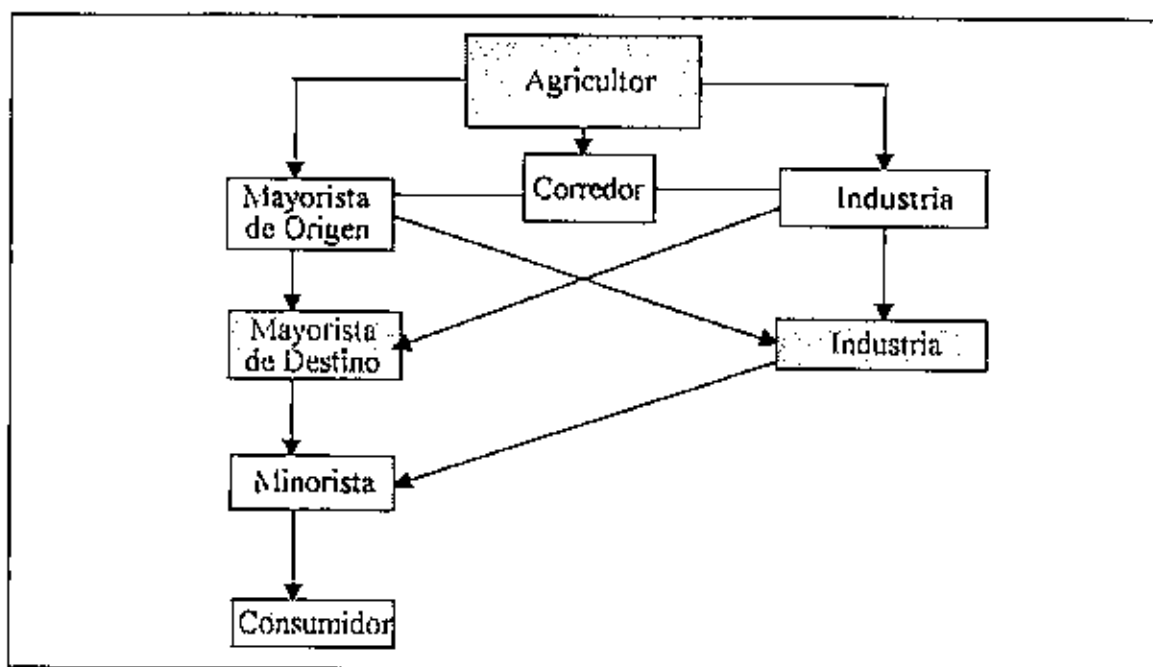 Agricultor
Corredor
Mayorista
de Origen
Industria
Mayorista
de Destino
Industria
Minorista
Consumidor